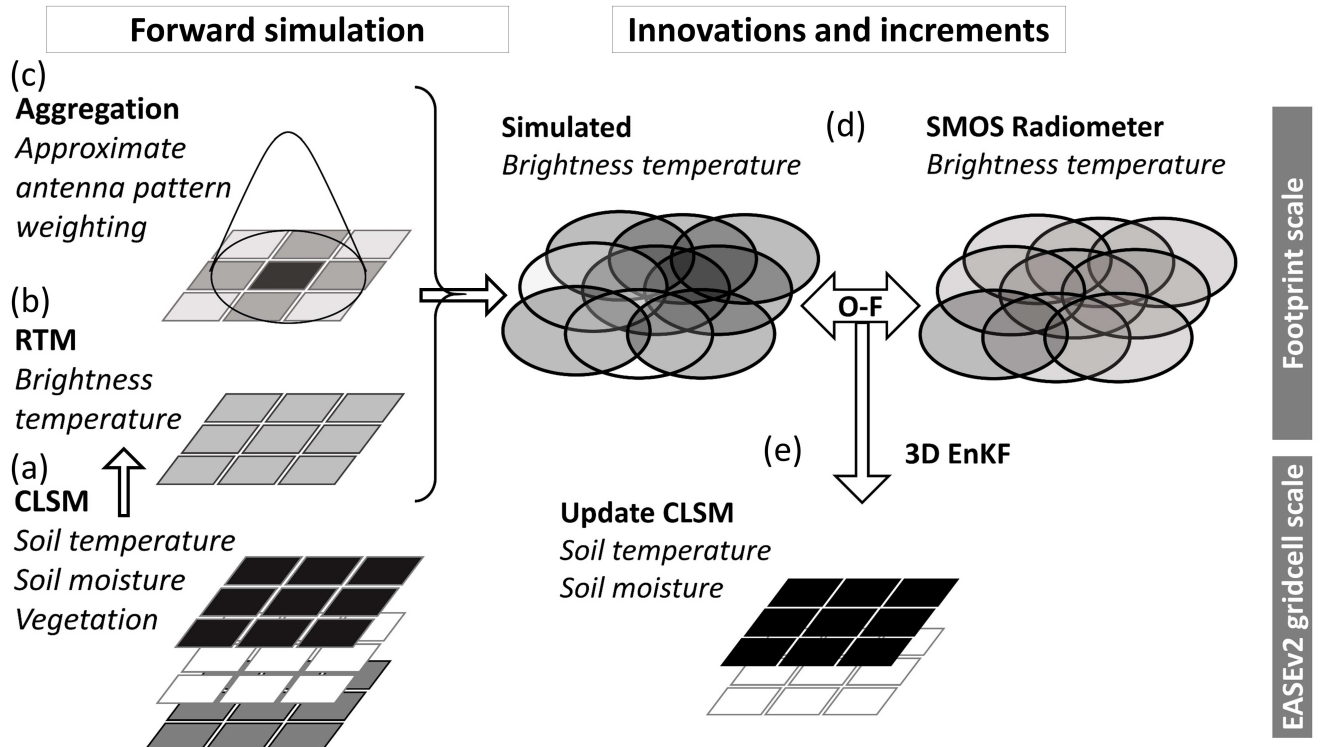 Forward simulation
Innovations and increments
(c)
Aggregation
Approximate
antenna pattern
weighting
(b)
RTM
Brightness
temperature
(a)
CLSM
Soil temperature
Soil moisture
Vegetation
Simulated
Brightness temperature
(d)
SMOS Radiometer
Brightness temperature
O-F
(e)
3D EnKF
Update CLSM
Soil temperature
Soil moisture
Footprint scale
EASEv2 gridcell scale